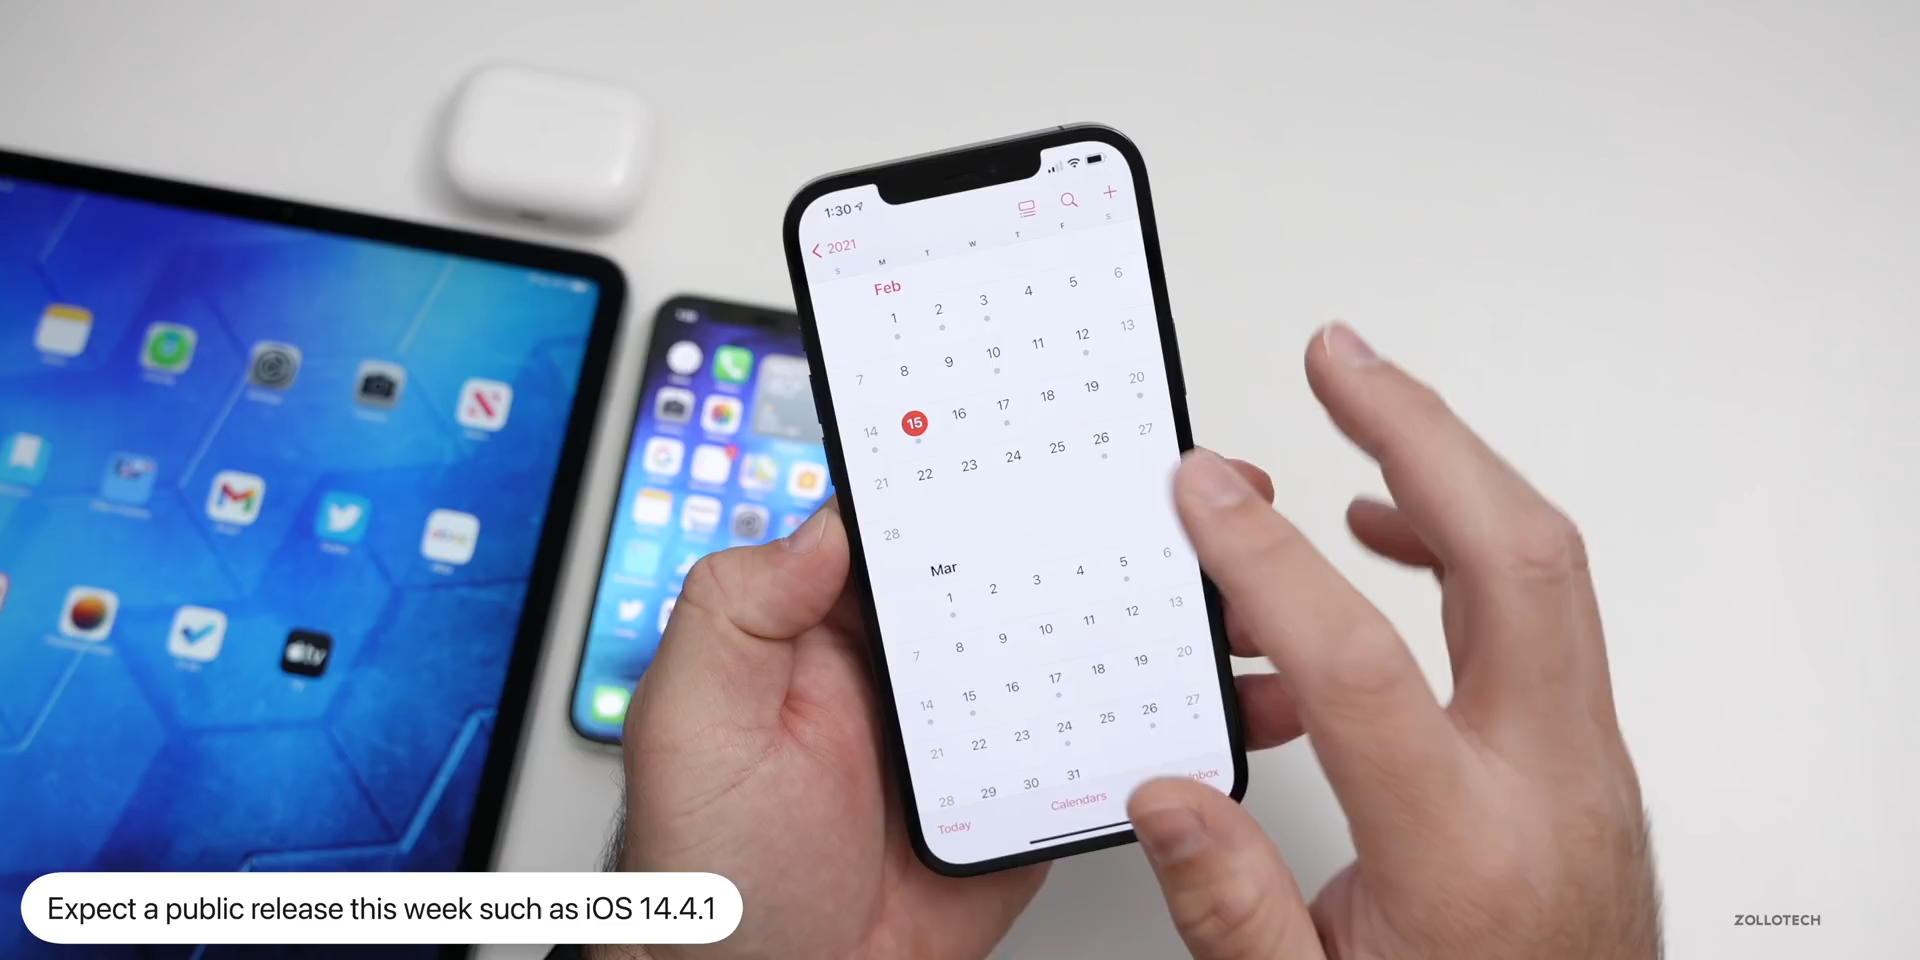 1:30
2021
S M T W T F S
Feb
1 2 3 4 5 6
7 8 9 10 11 12 13
14 15 16 17 18 19 20
21 22 23 24 25 26 27
28
Mar
1 2 3 4 5 6
7 8 9 10 11 12 13
14 15 16 17 18 19 20
21 22 23 24 25 26 27
28 29 30 31
Today Calendars Inbox
tv
Expect a public release this week such as iOS 14.4.1
ZOLLOTECH